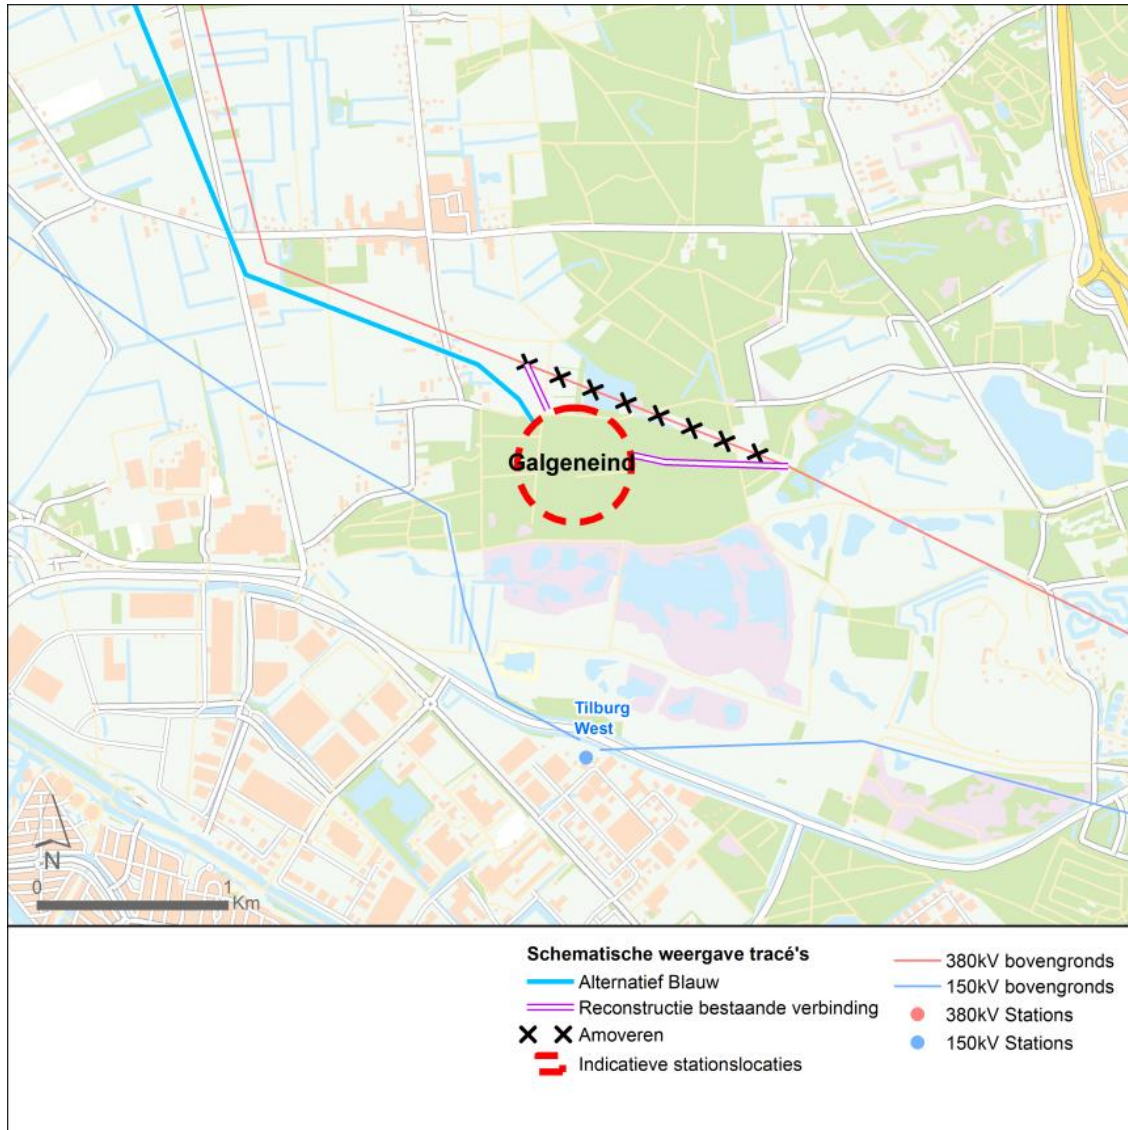 Galgeneind
Tilburg
West
N
0 1
Km
Schematische weergave tracé's
Alternatief Blauw
Reconstructie bestaande verbinding
Amoveren
Indicatieve stationslocaties
380kV bovengronds
150kV bovengronds
380kV Stations
150kV Stations